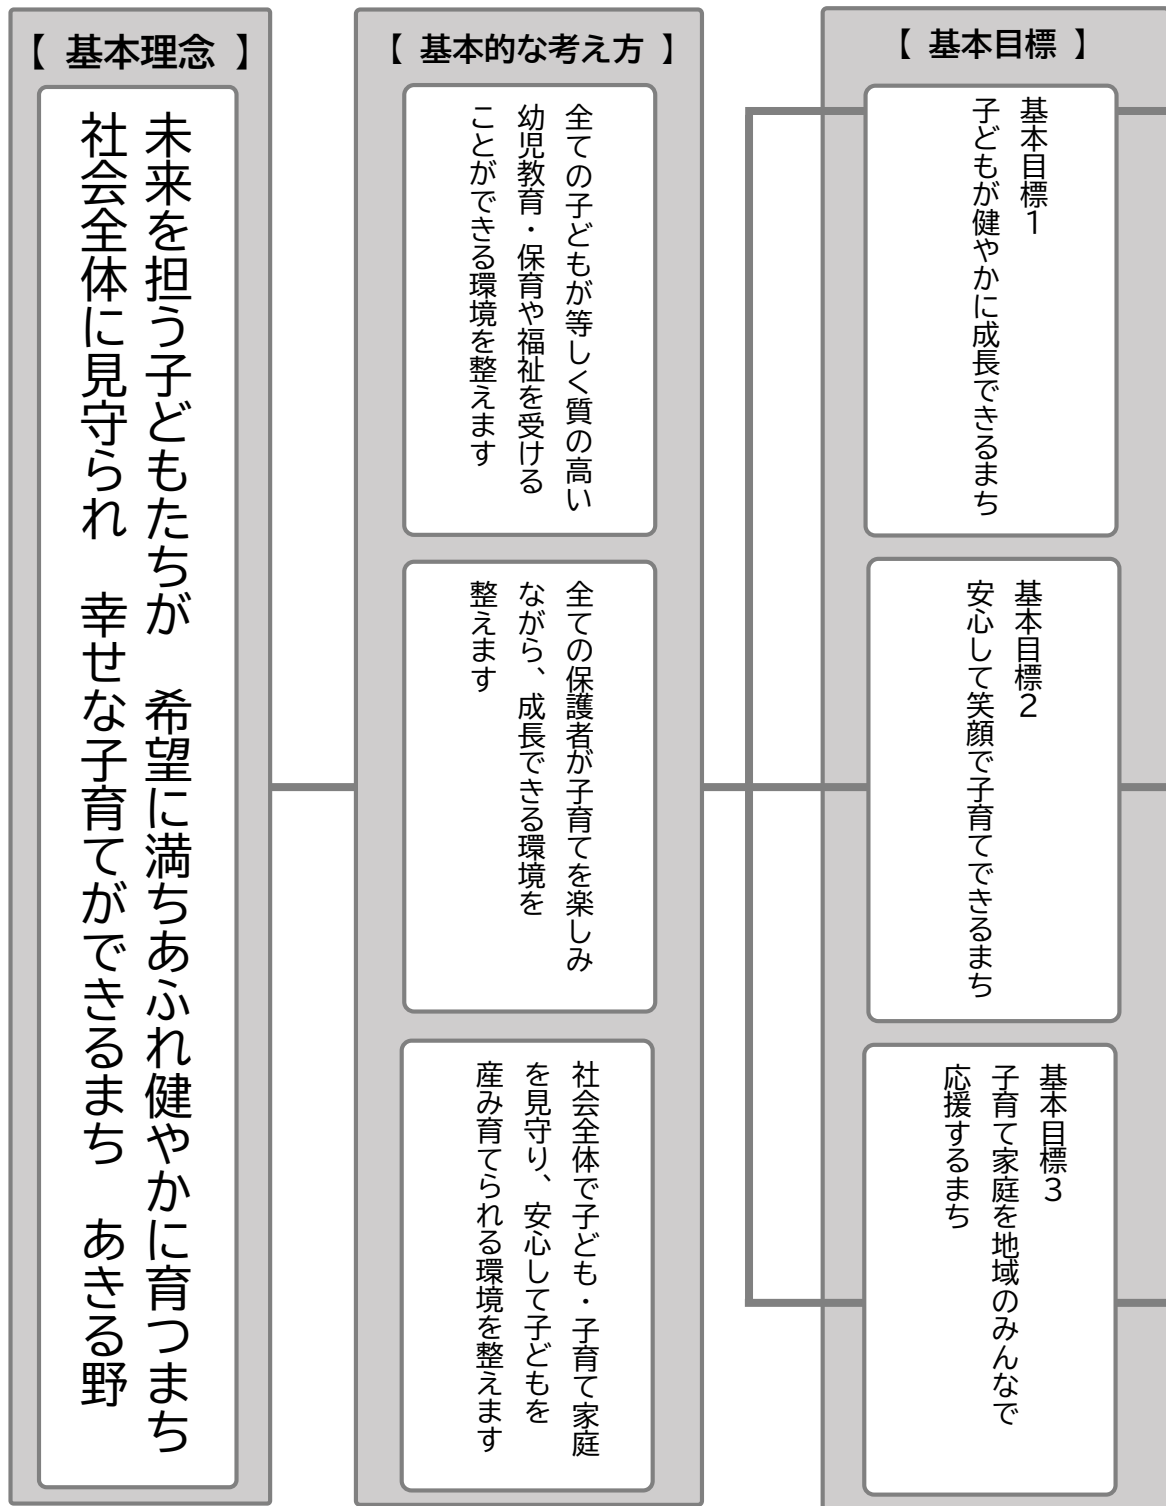 【 基本理念 】
未来を担う子どもたちが　希望に満ちあふれ健やかに育つまち
社会全体に見守られ　幸せな子育てができるまち　あきる野
【 基本的な考え方 】
全ての子どもが等しく質の高い
幼児教育・保育や福祉を受ける
ことができる環境を整えます
全ての保護者が子育てを楽しみ
ながら、成長できる環境を
整えます
社会全体で子ども・子育て家庭
を見守り、安心して子どもを
産み育てられる環境を整えます
【 基本目標 】
基本目標１
子どもが健やかに成長できるまち
基本目標２
安心して笑顔で子育てできるまち
基本目標３
子育て家庭を地域のみんなで
応援するまち